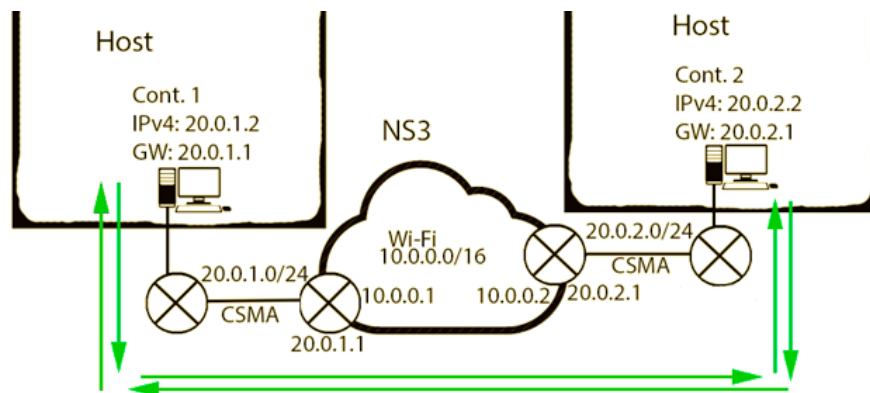 Host
Cont. 1
IPv4: 20.0.1.2
GW: 20.0.1.1
Host
Cont. 2
IPv4: 20.0.2.2
GW: 20.0.2.1
NS3
Wi-Fi
10.0.0.0/16
20.0.1.0/24
CSMA
10.0.0.1
20.0.1.1
10.0.0.2
20.0.2.1
20.0.2.0/24
CSMA